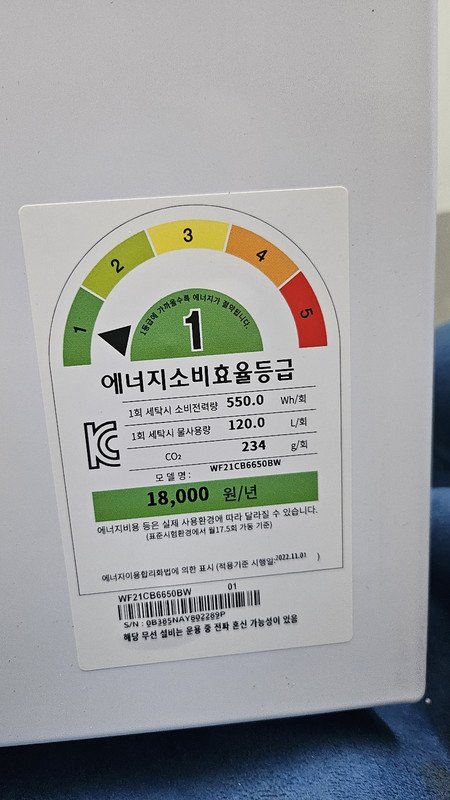 1
2
3
4
5
1등급에 가까울수록 에너지가 절약됩니다.
1
에너지소비효율등급
1회 세탁시 소비전력량 550.0 Wh/회
1회 세탁시 물사용량 120.0 L/회
CO₂ 234 g/회
모 델 명 : WF21CB6650BW
18,000 원/년
에너지비용 등은 실제 사용환경에 따라 달라질 수 있습니다.
(표준시험환경에서 월17.5회 가동 기준)
에너지이용합리화법에 의한 표시 (적용기준 시행일:2022.11.01 )
WF21CB6650BW 01
S/N : 0B385NAY802289P
해당 무선 설비는 운용 중 전파 혼신 가능성이 있음